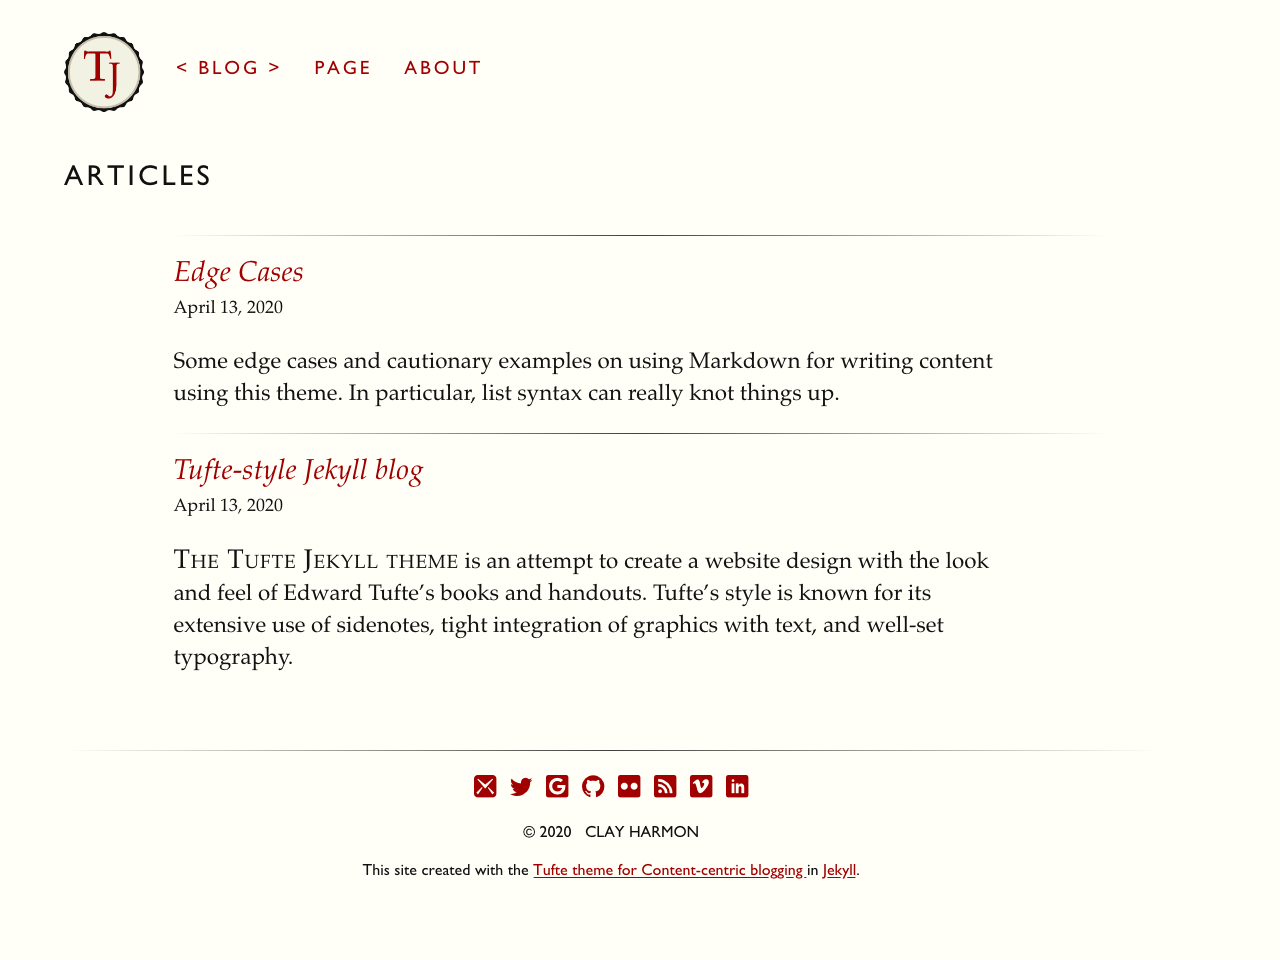 TJ
< BLOG > PAGE ABOUT
ARTICLES
Edge Cases
April 13, 2020
Some edge cases and cautionary examples on using Markdown for writing content
using this theme. In particular, list syntax can really knot things up.
Tufte-style Jekyll blog
April 13, 2020
The Tufte Jekyll theme is an attempt to create a website design with the look
and feel of Edward Tufte’s books and handouts. Tufte’s style is known for its
extensive use of sidenotes, tight integration of graphics with text, and well-set
typography.
© 2020 CLAY HARMON
This site created with the Tufte theme for Content-centric blogging in Jekyll.